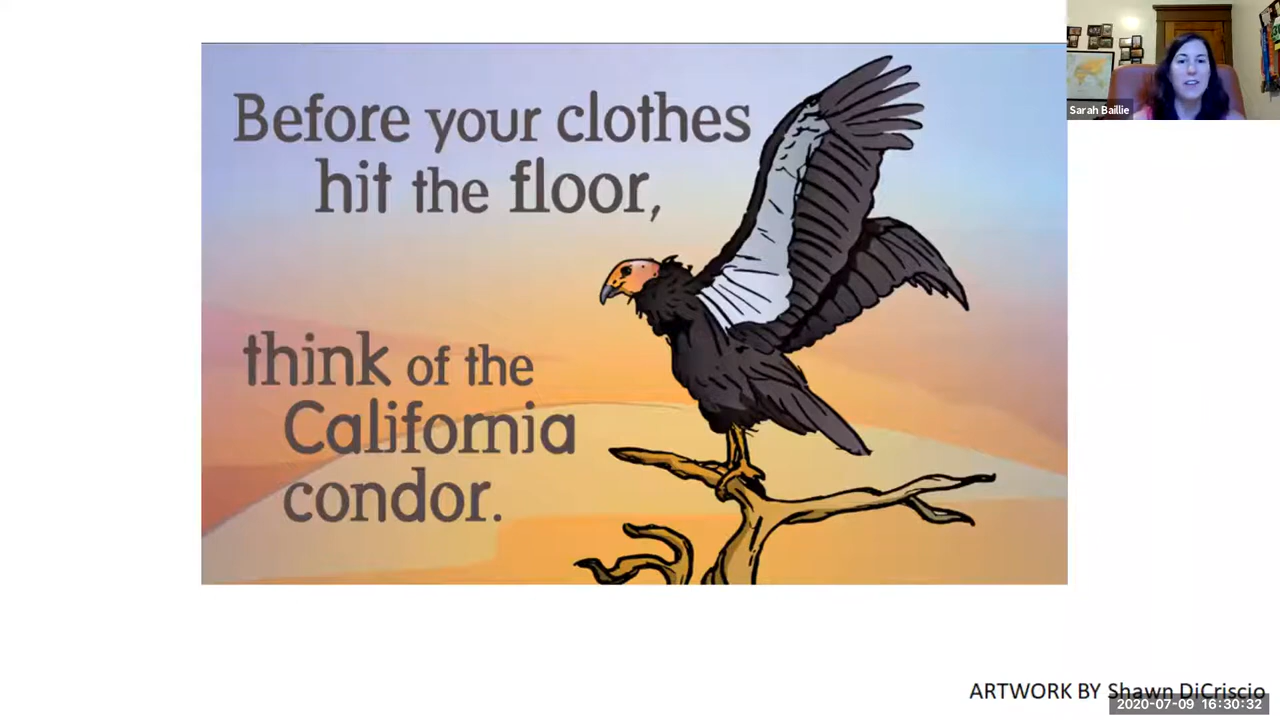 Before your clothes
hit the floor,
think of the
California
condor.
Sarah Baillie
ARTWORK BY Shawn DiCriscio
2020-07-09 16:30:32